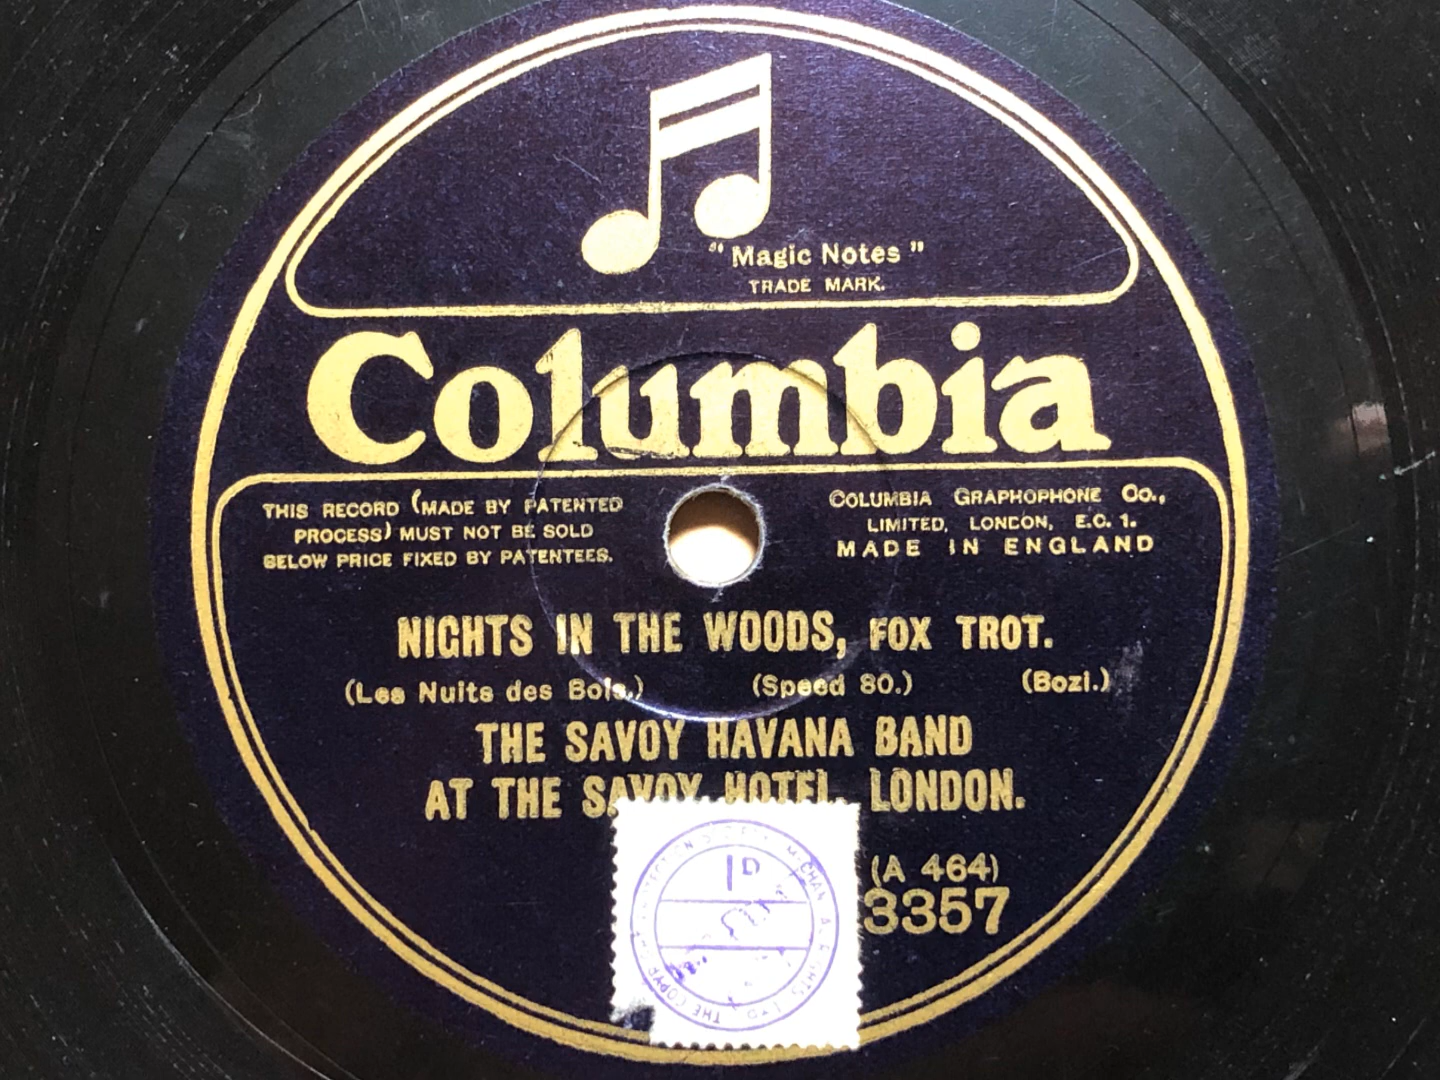 " Magic Notes "
TRADE MARK.
Columbia
THIS RECORD (MADE BY PATENTED
PROCESS) MUST NOT BE SOLD
BELOW PRICE FIXED BY PATENTEES.
COLUMBIA GRAPHOPHONE Co.,
LIMITED, LONDON, E.C. 1.
MADE IN ENGLAND
NIGHTS IN THE WOODS, FOX TROT.
(Les Nuits des Bois.) (Speed 80.) (Bozi.)
THE SAVOY HAVANA BAND
AT THE SAVOY HOTEL, LONDON.
(A 464)
3357
1D